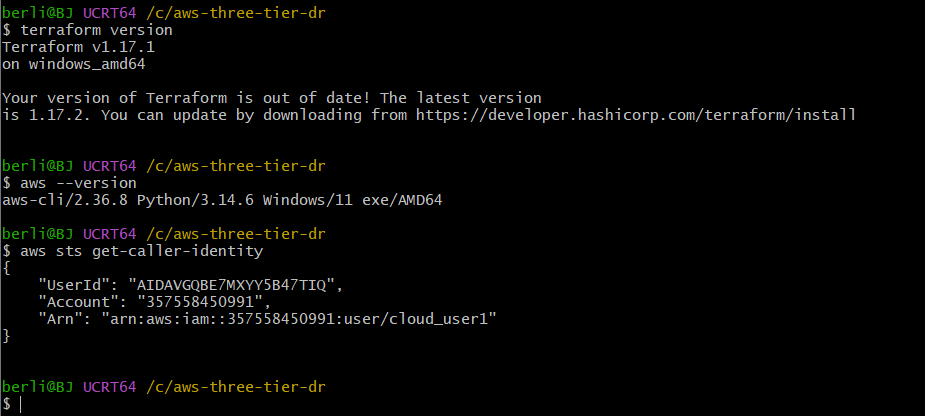 berli@BJ UCRT64 /c/aws-three-tier-dr
$ terraform version
Terraform v1.17.1
on windows_amd64
Your version of Terraform is out of date! The latest version
is 1.17.2. You can update by downloading from https://developer.hashicorp.com/terraform/install
berli@BJ UCRT64 /c/aws-three-tier-dr
$ aws --version
aws-cli/2.36.8 Python/3.14.6 Windows/11 exe/AMD64
berli@BJ UCRT64 /c/aws-three-tier-dr
$ aws sts get-caller-identity
{
    "UserId": "AIDAVGQBE7MXYY5B47TIQ",
    "Account": "357558450991",
    "Arn": "arn:aws:iam::357558450991:user/cloud_user1"
}
berli@BJ UCRT64 /c/aws-three-tier-dr
$